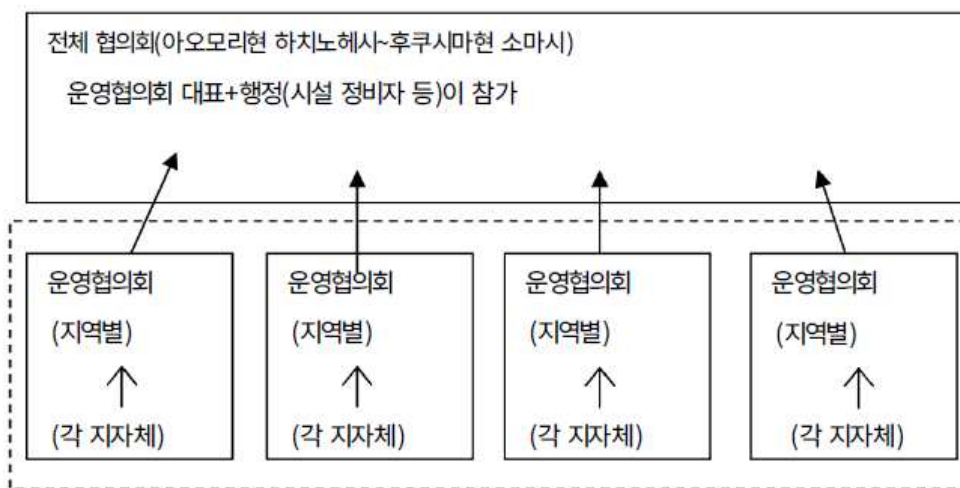 전체 협의회(아오모리현 하치노헤시~후쿠시마현 소마시)
운영협의회 대표+행정(시설 정비자 등)이 참가
운영협의회
(지역별)
(각 지자체)
운영협의회
(지역별)
(각 지자체)
운영협의회
(지역별)
(각 지자체)
운영협의회
(지역별)
(각 지자체)